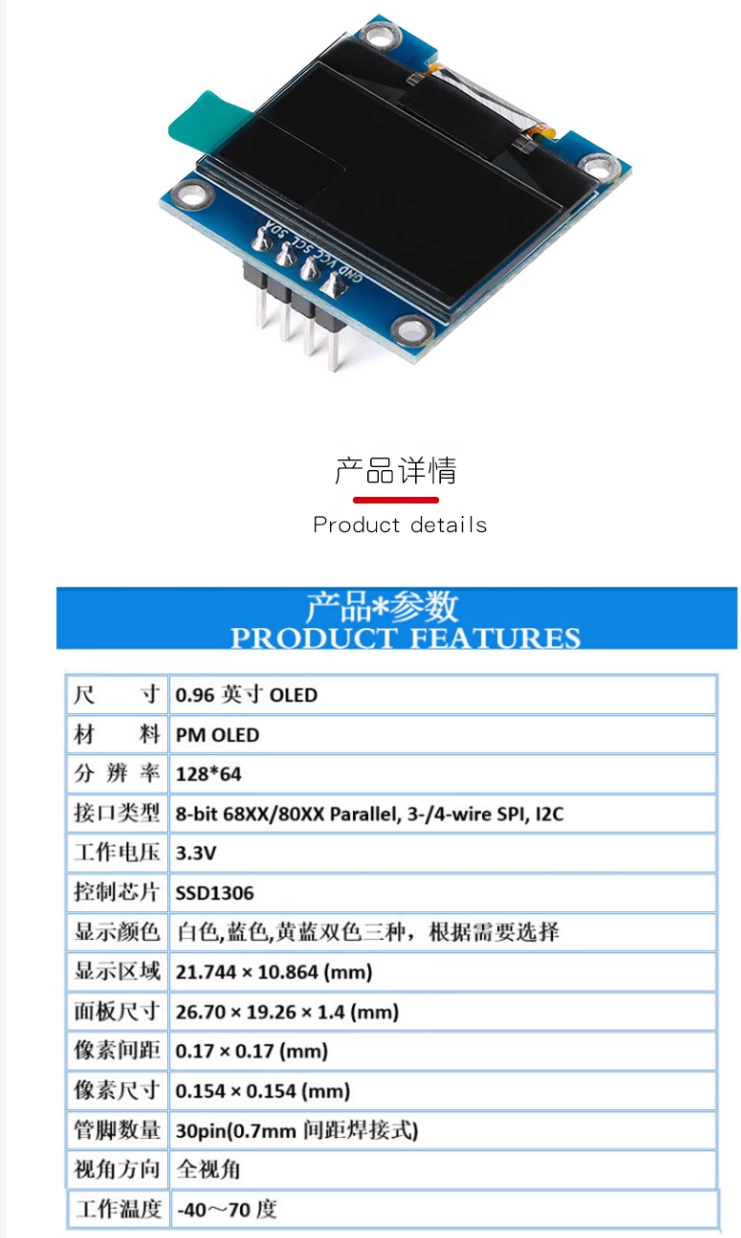 SDA
SCL
VCC
GND
产品详情
Product details
产品*参数
PRODUCT FEATURES
尺 寸 0.96 英寸 OLED
材 料 PM OLED
分 辨 率 128*64
接口类型 8-bit 68XX/80XX Parallel, 3-/4-wire SPI, I2C
工作电压 3.3V
控制芯片 SSD1306
显示颜色 白色,蓝色,黄蓝双色三种，根据需要选择
显示区域 21.744 × 10.864 (mm)
面板尺寸 26.70 × 19.26 × 1.4 (mm)
像素间距 0.17 × 0.17 (mm)
像素尺寸 0.154 × 0.154 (mm)
管脚数量 30pin(0.7mm 间距焊接式)
视角方向 全视角
工作温度 -40～70 度